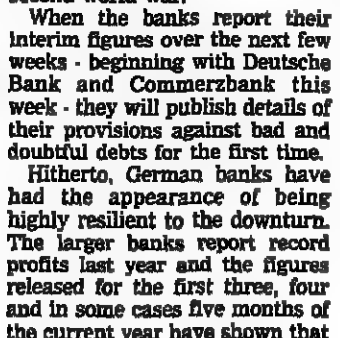 second world war.
When the banks report their
interim figures over the next few
weeks - beginning with Deutsche
Bank and Commerzbank this
week - they will publish details of
their provisions against bad and
doubtful debts for the first time.
Hitherto, German banks have
had the appearance of being
highly resilient to the downturn.
The larger banks report record
profits last year and the figures
released for the first three, four
and in some cases five months of
the current year have shown that